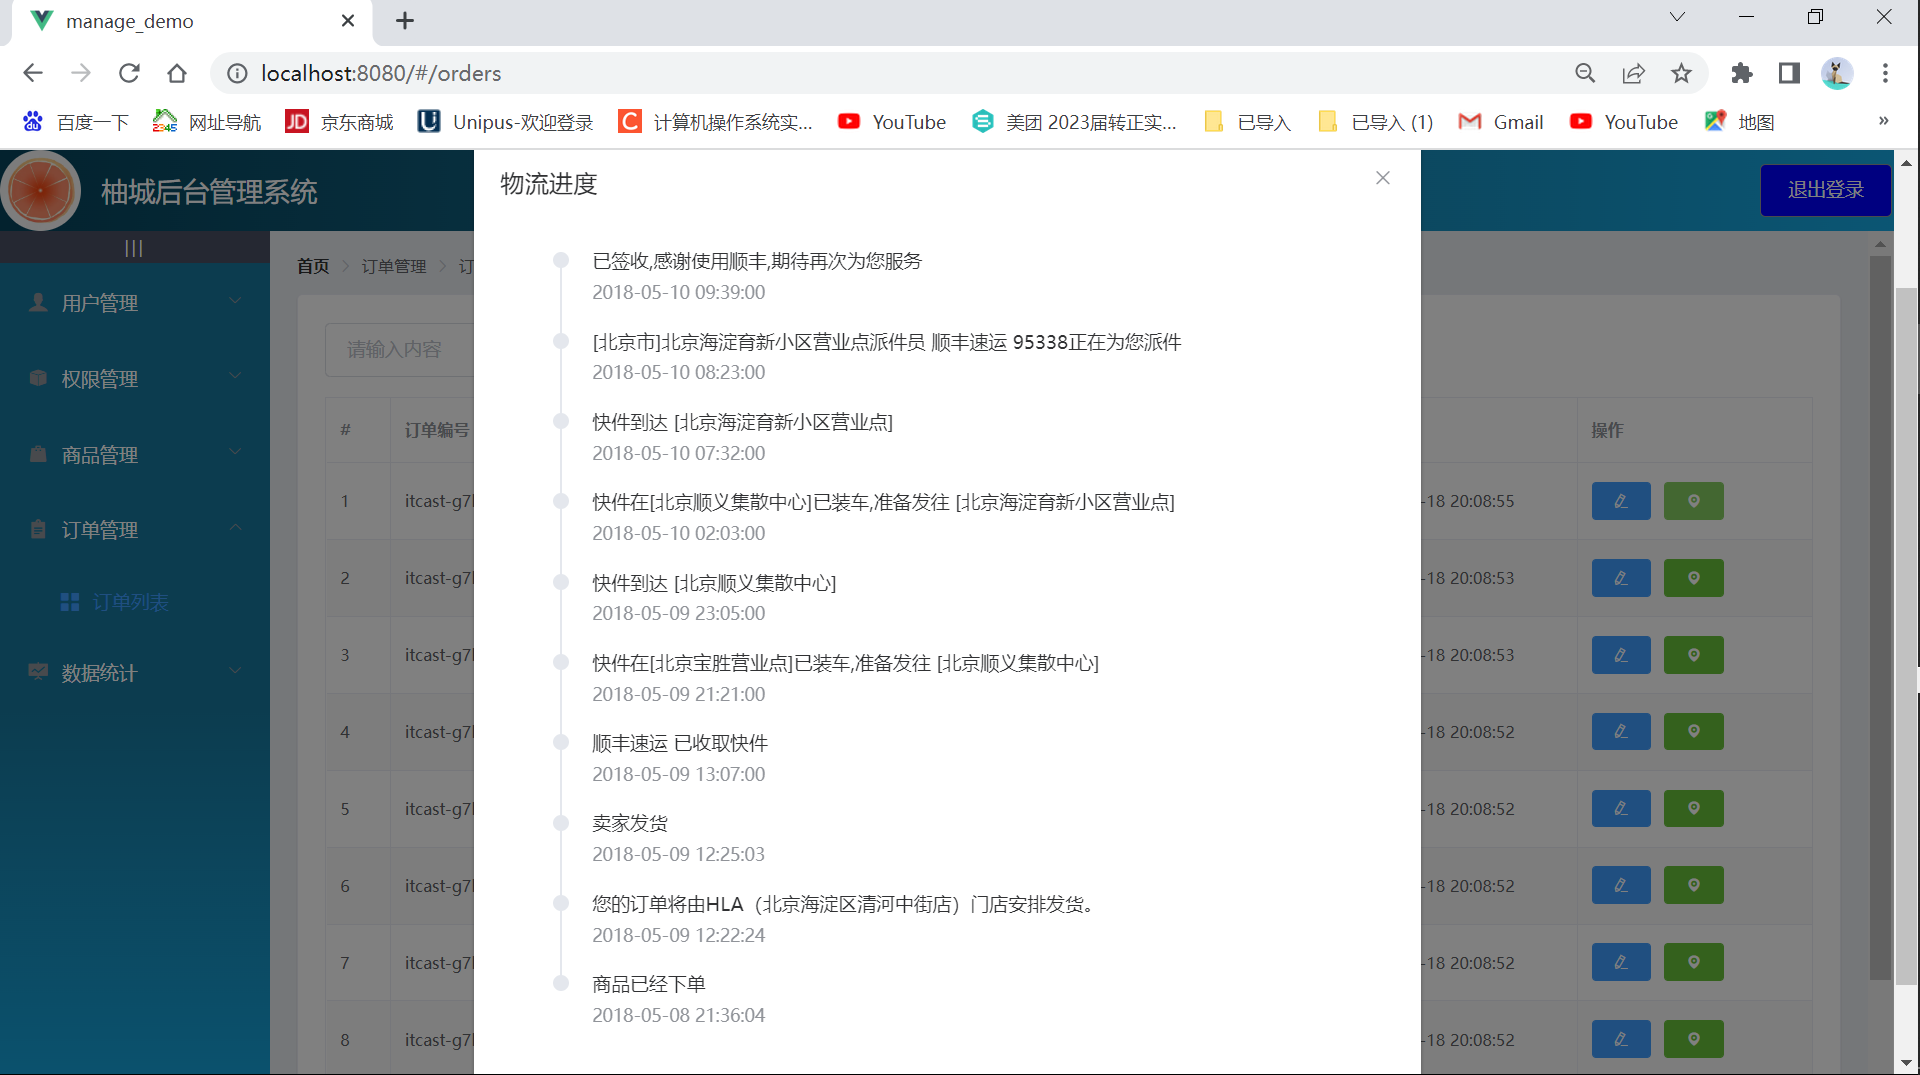 manage_demo
localhost:8080/#/orders
百度一下 网址导航 京东商城 Unipus-欢迎登录 计算机操作系统实... YouTube 美团 2023届转正实... 已导入 已导入 (1) Gmail YouTube 地图 »
柚城后台管理系统
退出登录
|||
用户管理
权限管理
商品管理
订单管理
订单列表
数据统计
首页 订单管理 订
请输入内容
# 订单编号 操作
1 itcast-g7 -18 20:08:55
2 itcast-g7 -18 20:08:53
3 itcast-g7 -18 20:08:53
4 itcast-g7 -18 20:08:52
5 itcast-g7 -18 20:08:52
6 itcast-g7 -18 20:08:52
7 itcast-g7 -18 20:08:52
8 itcast-g7 -18 20:08:52
物流进度
已签收,感谢使用顺丰,期待再次为您服务
2018-05-10 09:39:00
[北京市]北京海淀育新小区营业点派件员 顺丰速运 95338正在为您派件
2018-05-10 08:23:00
快件到达 [北京海淀育新小区营业点]
2018-05-10 07:32:00
快件在[北京顺义集散中心]已装车,准备发往 [北京海淀育新小区营业点]
2018-05-10 02:03:00
快件到达 [北京顺义集散中心]
2018-05-09 23:05:00
快件在[北京宝胜营业点]已装车,准备发往 [北京顺义集散中心]
2018-05-09 21:21:00
顺丰速运 已收取快件
2018-05-09 13:07:00
卖家发货
2018-05-09 12:25:03
您的订单将由HLA（北京海淀区清河中街店）门店安排发货。
2018-05-09 12:22:24
商品已经下单
2018-05-08 21:36:04